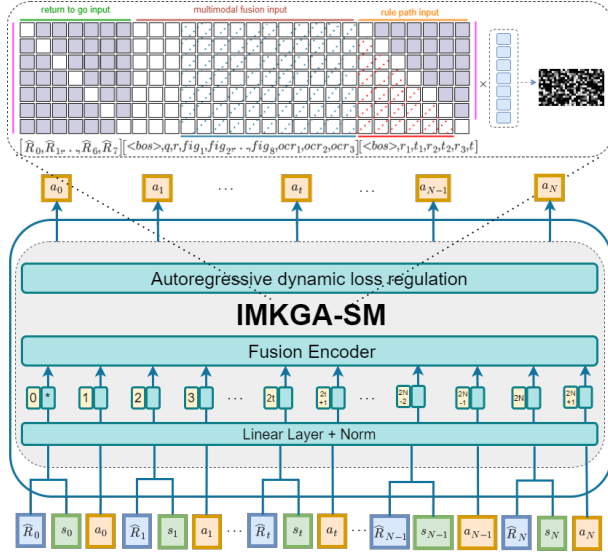 return to go input multimodal fusion input rule path input
×
[R̂0,R̂1,..,R̂6,R̂7][<bos>,q,r,fig1,fig2,..,fig8,ocr1,ocr2,ocr3][<bos>,r1,t1,r2,t2,r3,t]
a0 a1 ... at ... aN−1 aN
Autoregressive dynamic loss regulation
IMKGA-SM
Fusion Encoder
0 * 1 2 3 ... 2t 2t+1 ... 2N-2 2N-1 2N 2N+1
Linear Layer + Norm
R̂0 s0 a0 R̂1 s1 a1 ... R̂t st at ... R̂N−1 sN−1 aN−1 R̂N sN aN